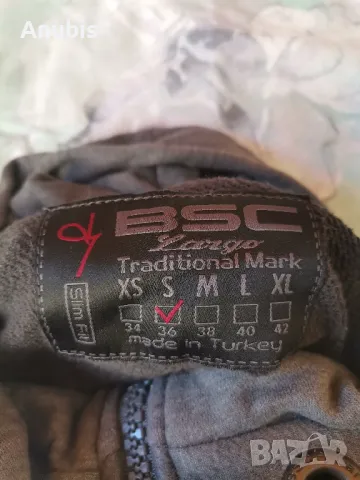 Anubis
BSC
Largo
Traditional Mark
XS S M L XL
34 36 38 40 42
made in Turkey
Slim Fit
BAZAR
bg